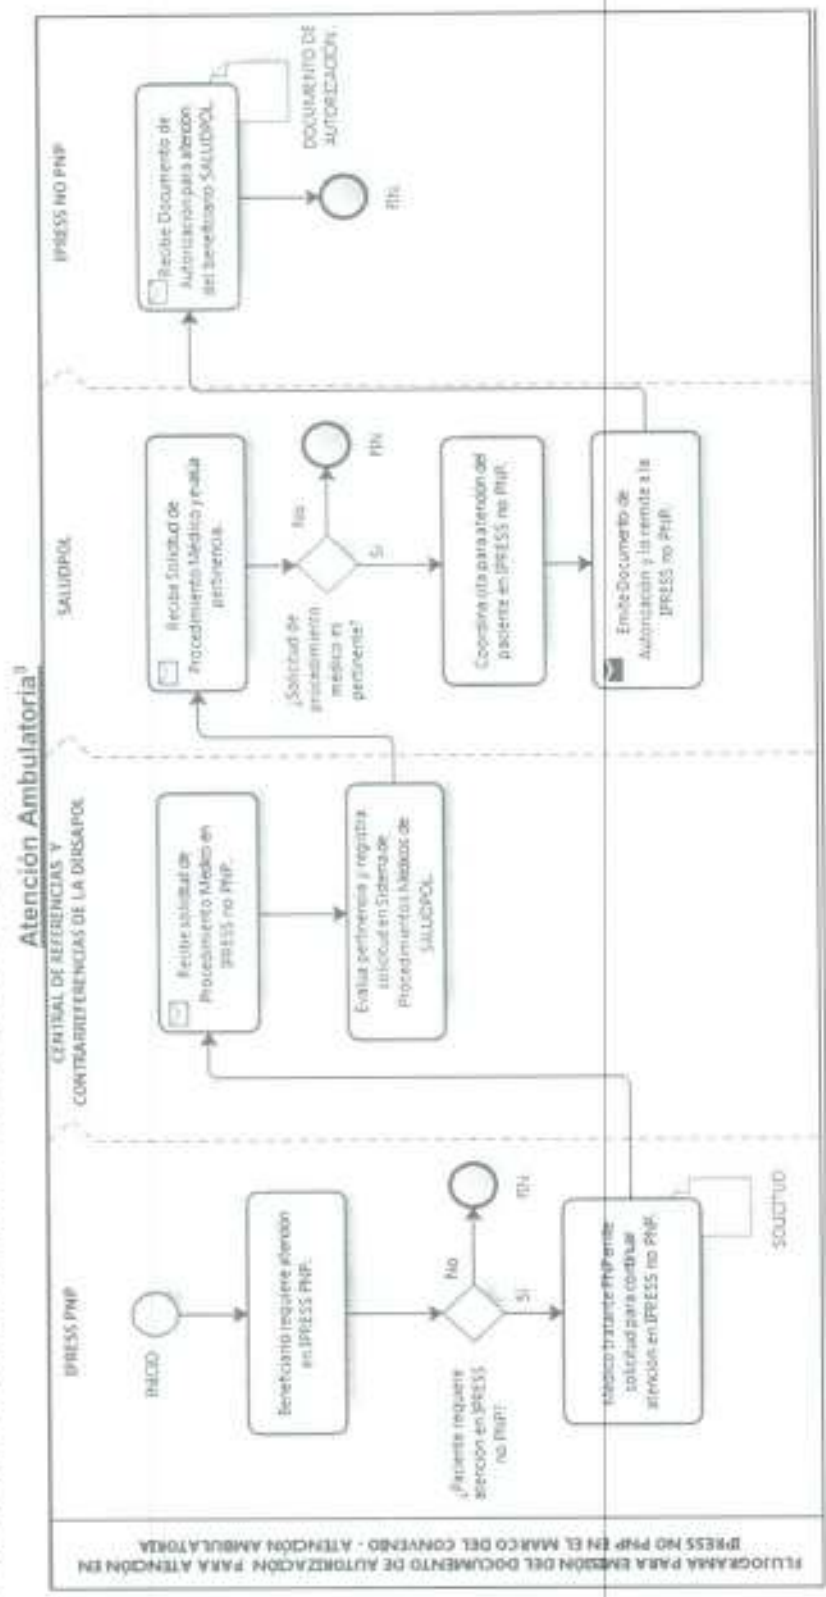 Atención Ambulatoria³
FLUJOGRAMA PARA EMISIÓN DEL DOCUMENTO DE AUTORIZACIÓN PARA ATENCIÓN EN
IPRESS NO PNP EN EL MARCO DEL CONVENIO - ATENCIÓN AMBULATORIA
IPRESS PNP
INICIO
Beneficiario requiere atención
en IPRESS PNP.
¿Paciente requiere
atención en IPRESS
no PNP?
No
FIN
Si
Médico tratante PNP emite
solicitud para continuar
atención en IPRESS no PNP.
SOLICITUD
CENTRAL DE REFERENCIAS Y
CONTRARREFERENCIAS DE LA DIRSAPOL
Recibe solicitud de
Procedimiento Médico en
IPRESS no PNP.
Evalua pertinencia y registra
solicitud en Sistema de
Procedimientos Médicos de
SALUDPOL.
SALUDPOL
Recibe Solicitud de
Procedimiento Médico y evalúa
pertinencia.
¿Solicitud de
procedimiento
médico es
pertinente?
No
FIN
Si
Coordina cita para atención del
paciente en IPRESS no PNP.
Emite Documento de
Autorización y la remite a la
IPRESS no PNP.
IPRESS NO PNP
Recibe Documento de
Autorización para atención
del beneficiario SALUDPOL.
DOCUMENTO DE
AUTORIZACIÓN.
FIN